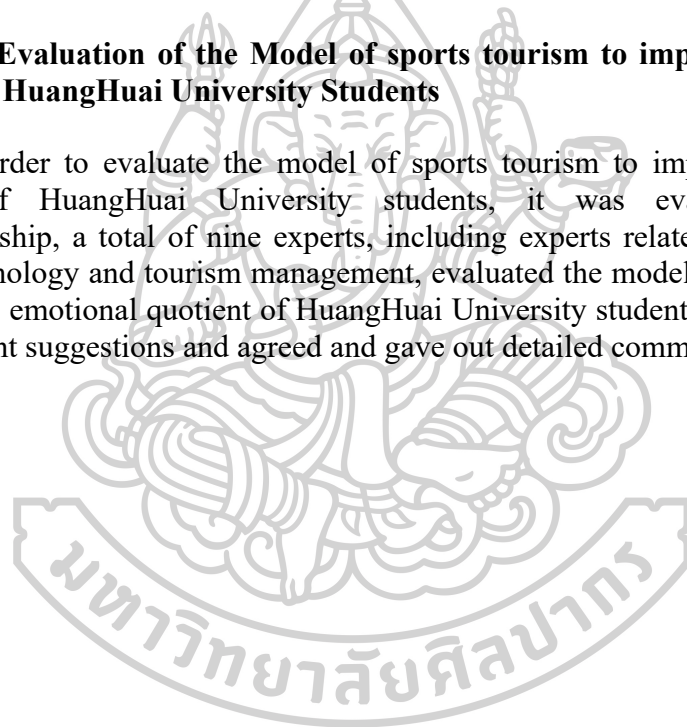 Evaluation of the Model of sports tourism to imp
HuangHuai University Students
rder to evaluate the model of sports tourism to im
f HuangHuai University students, it was eva
ship, a total of nine experts, including experts relate
nology and tourism management, evaluated the model
emotional quotient of HuangHuai University student
nt suggestions and agreed and gave out detailed comm
มหาวิทยาลัยศิลปากร